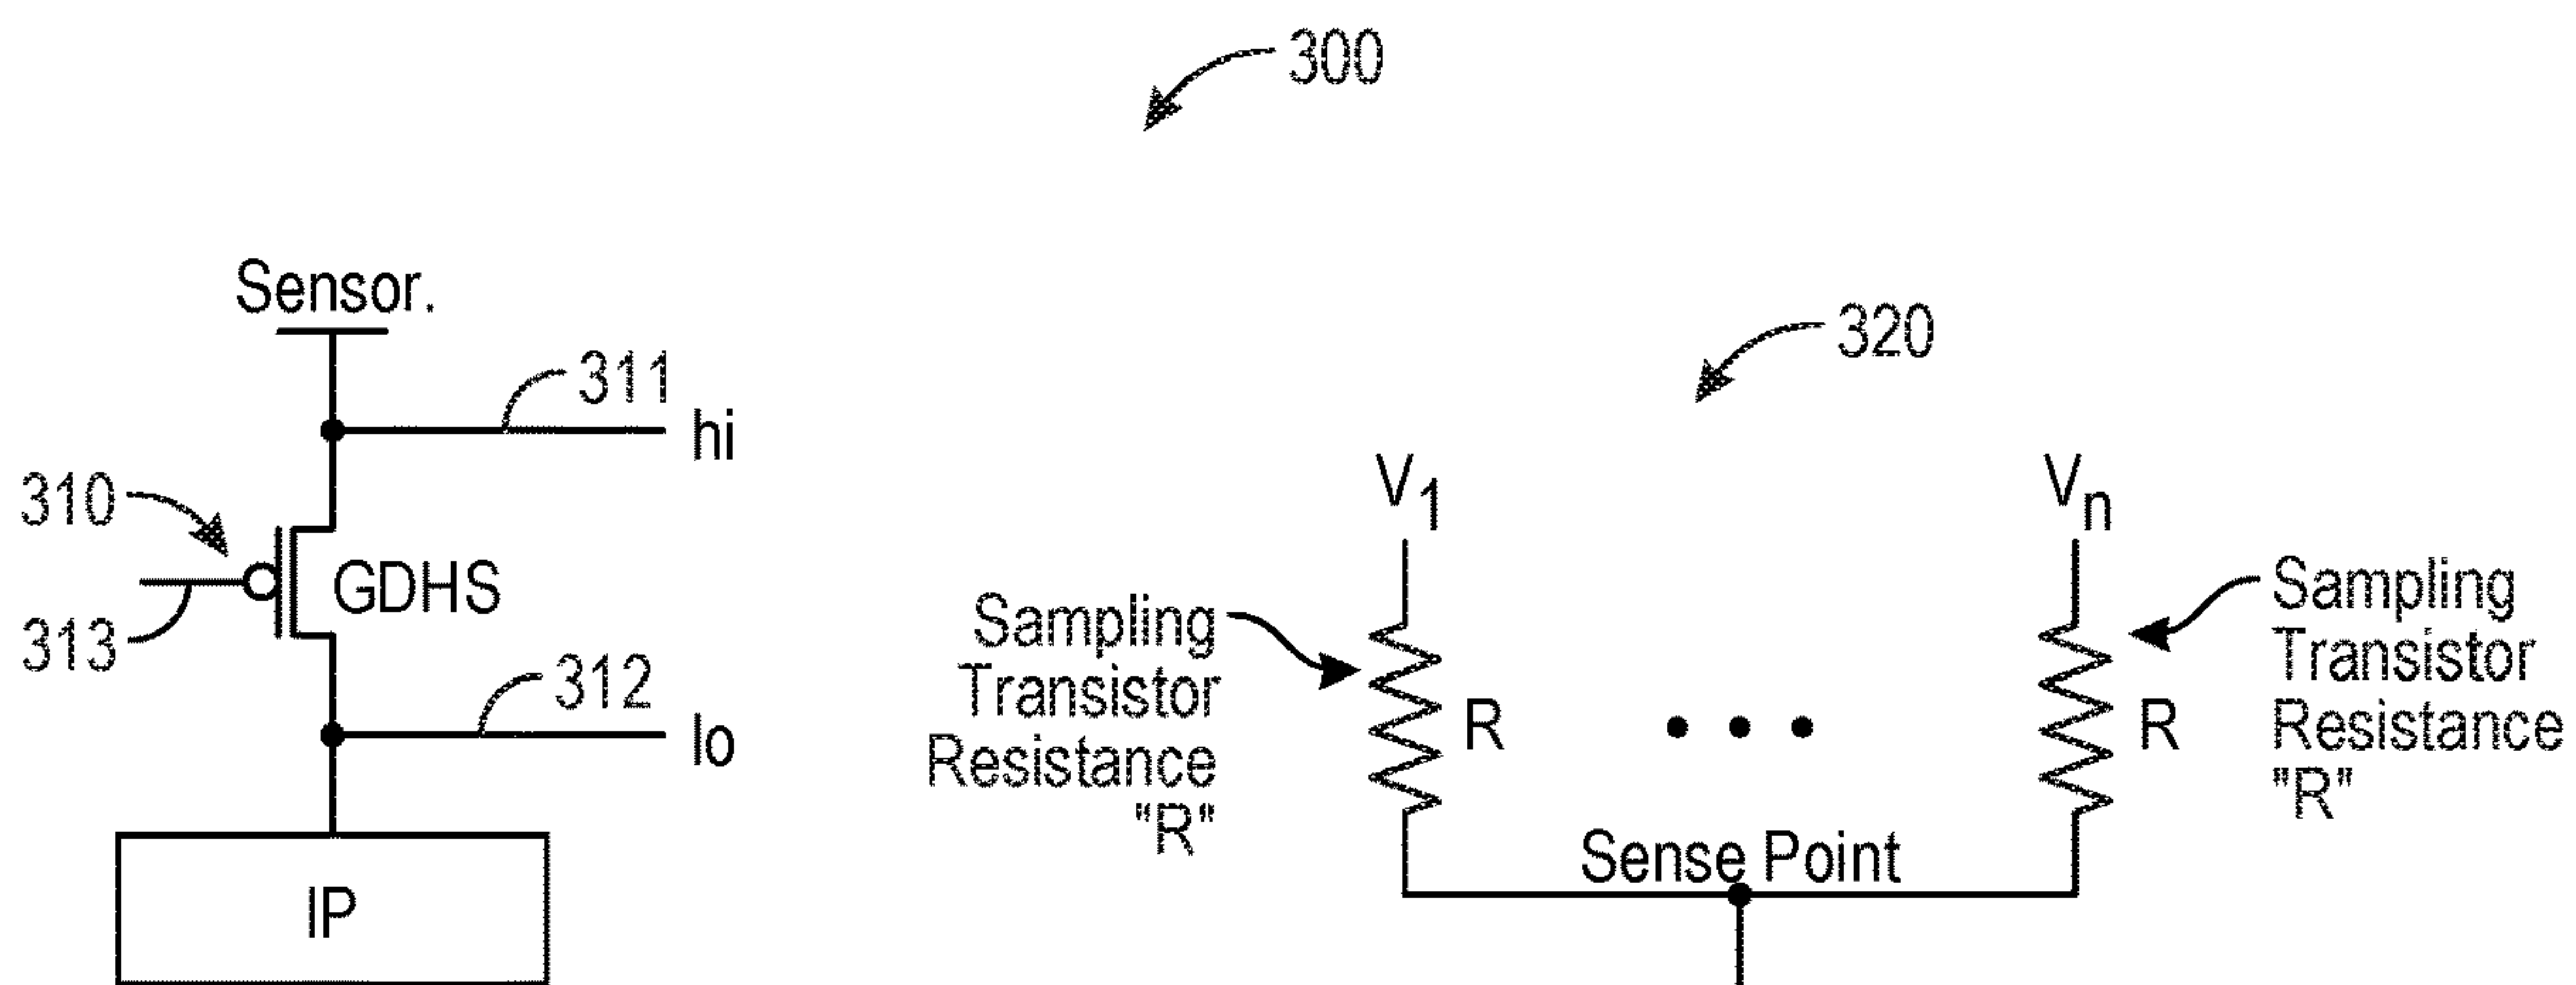 300
Sensor.
320
311
hi
V1
Vn
310
GDHS
313
312
lo
Sampling
Transistor
Resistance
"R"
R
R
Sampling
Transistor
Resistance
"R"
Sense Point
IP